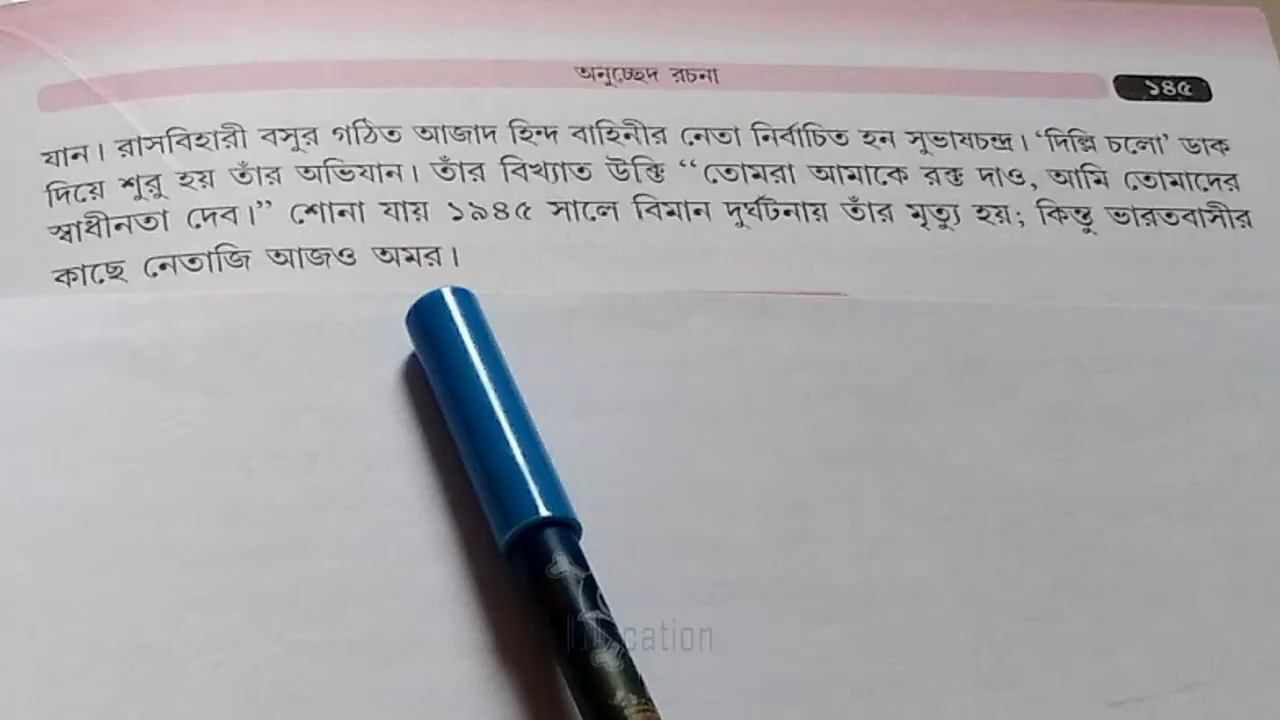 অনুচ্ছেদ রচনা
১৪৫
যান। রাসবিহারী বসুর গঠিত আজাদ হিন্দ বাহিনীর নেতা নির্বাচিত হন সুভাষচন্দ্র। ‘দিল্লি চলো’ ডাক
দিয়ে শুরু হয় তাঁর অভিযান। তাঁর বিখ্যাত উক্তি “তোমরা আমাকে রক্ত দাও, আমি তোমাদের
স্বাধীনতা দেব।” শোনা যায় ১৯৪৫ সালে বিমান দুর্ঘটনায় তাঁর মৃত্যু হয়; কিন্তু ভারতবাসীর
কাছে নেতাজি আজও অমর।